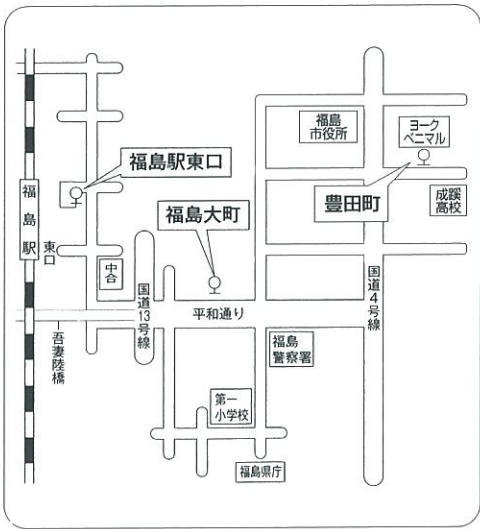 福島
市役所
ヨーク
ベニマル
福島駅東口
福島駅
東口
福島大町
豊田町
成蹊
高校
中合
国道13号線
平和通り
国道4号線
吾妻陸橋
福島
警察署
第一
小学校
福島県庁